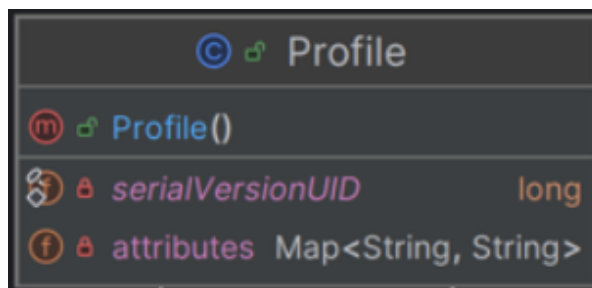 © Profile
m Profile()
f serialVersionUID long
f attributes Map<String, String>